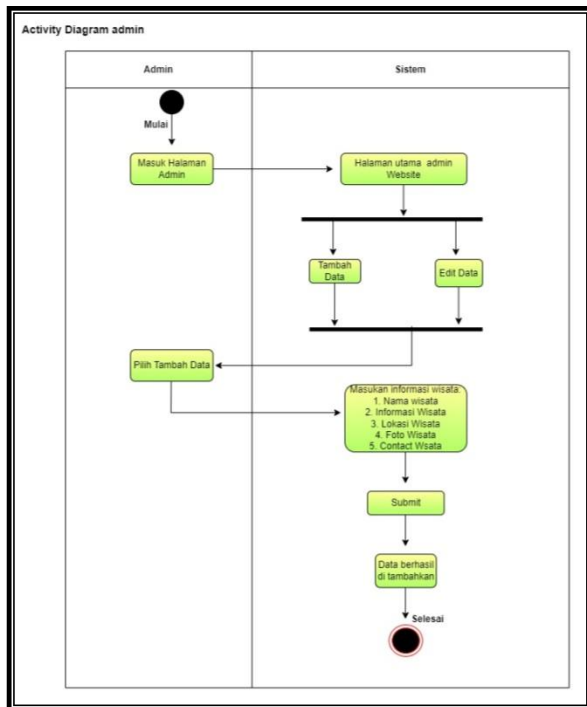 Activity Diagram admin
Admin
Sistem
Mulai
Masuk Halaman
Admin
Halaman utama admin
Website
Tambah
Data
Edit Data
Pilih Tambah Data
Masukan informasi wisata:
1. Nama wisata
2. Informasi Wisata
3. Lokasi Wisata
4. Foto Wisata
5. Contact Wsata
Submit
Data berhasil
di tambahkan
Selesai